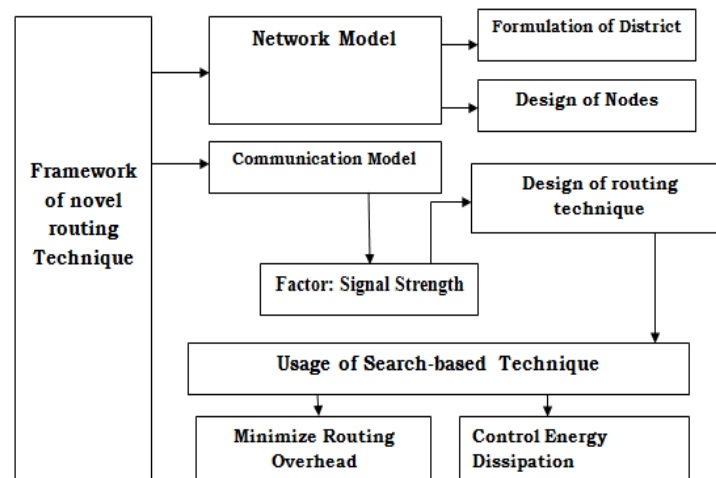 Framework
of novel
routing
Technique
Network Model
Formulation of District
Design of Nodes
Communication Model
Design of routing
technique
Factor: Signal Strength
Usage of Search-based Technique
Minimize Routing
Overhead
Control Energy
Dissipation